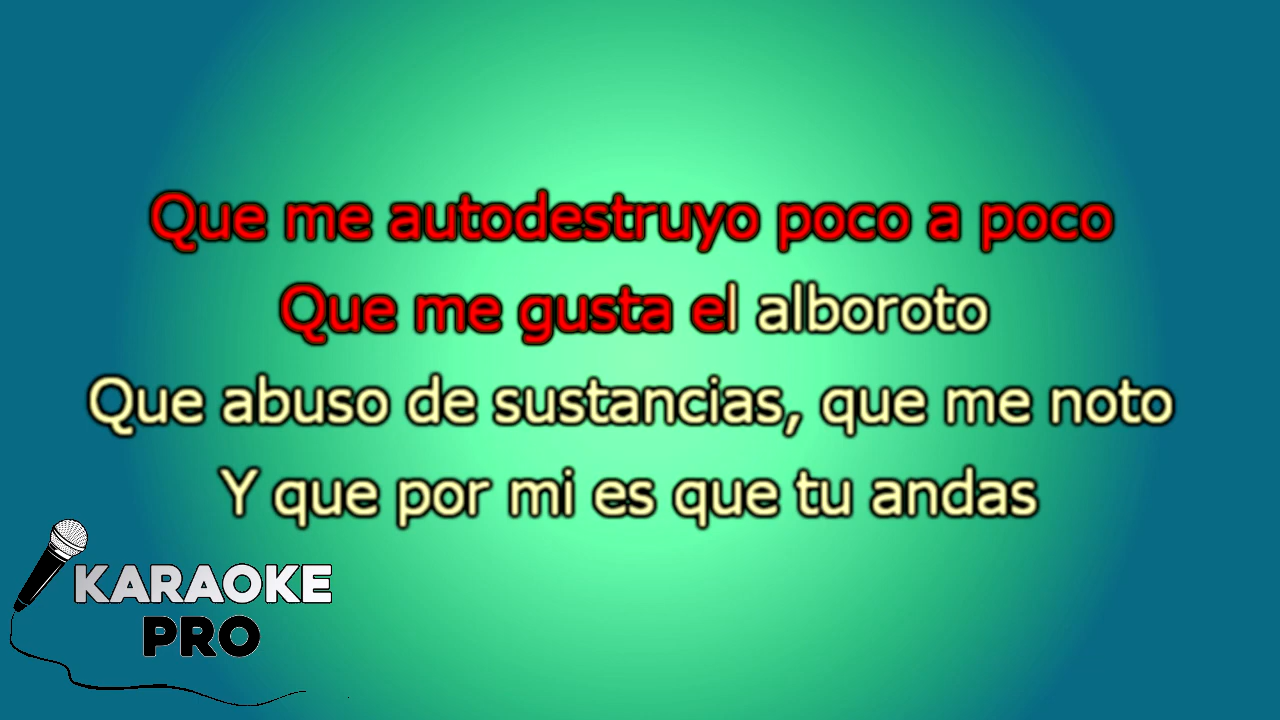 Que me autodestruyo poco a poco
Que me gusta el alboroto
Que abuso de sustancias, que me noto
Y que por mi es que tu andas
KARAOKE
PRO